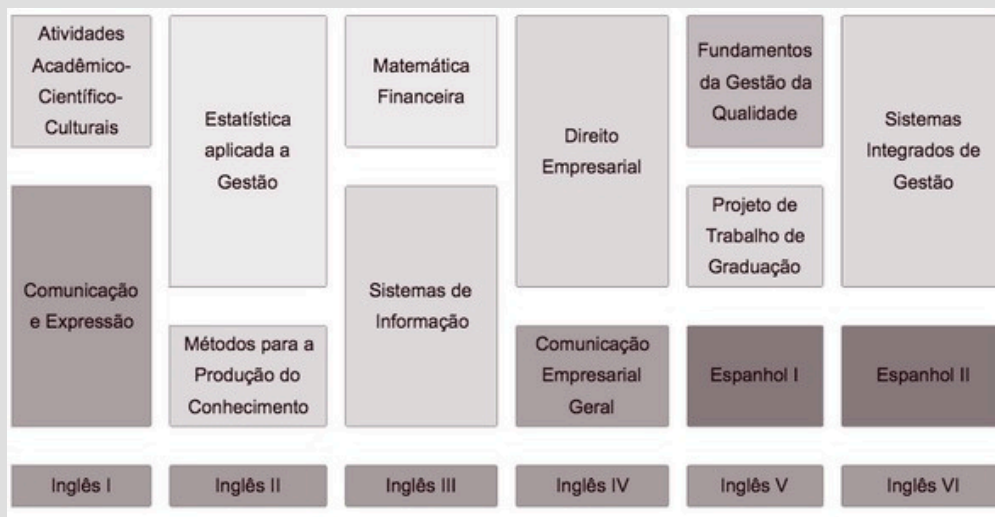 Atividades
Acadêmico-
Científico-
Culturais
Comunicação
e Expressão
Inglês I
Estatística
aplicada a
Gestão
Métodos para a
Produção do
Conhecimento
Inglês II
Matemática
Financeira
Sistemas de
Informação
Inglês III
Direito
Empresarial
Comunicação
Empresarial
Geral
Inglês IV
Fundamentos
da Gestão da
Qualidade
Projeto de
Trabalho de
Graduação
Espanhol I
Inglês V
Sistemas
Integrados de
Gestão
Espanhol II
Inglês VI